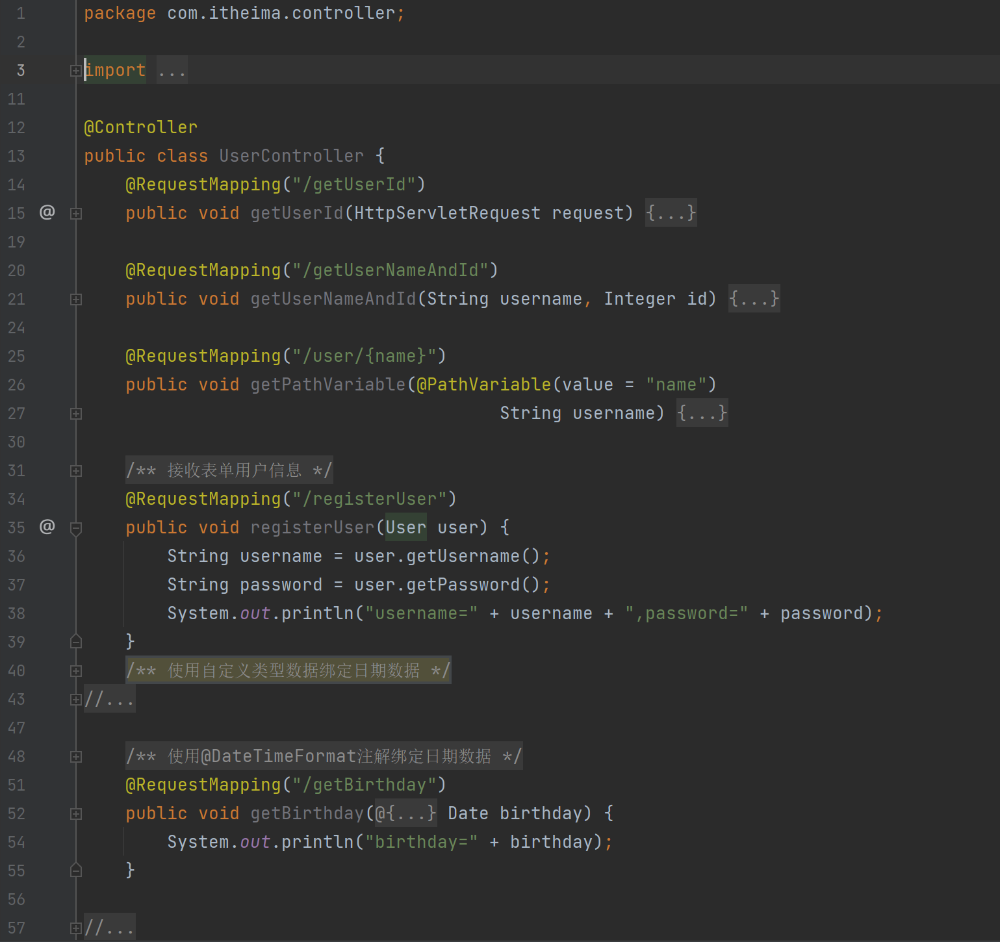 1 package com.itheima.controller;
2
3 import ...
11
12 @Controller
13 public class UserController {
14 @RequestMapping("/getUserId")
15 @ public void getUserId(HttpServletRequest request) {...}
19
20 @RequestMapping("/getUserNameAndId")
21 public void getUserNameAndId(String username, Integer id) {...}
24
25 @RequestMapping("/user/{name}")
26 public void getPathVariable(@PathVariable(value = "name")
27 String username) {...}
30
31 /** 接收表单用户信息 */
34 @RequestMapping("/registerUser")
35 @ public void registerUser(User user) {
36 String username = user.getUsername();
37 String password = user.getPassword();
38 System.out.println("username=" + username + ",password=" + password);
39 }
40 /** 使用自定义类型数据绑定日期数据 */
43 //...
47
48 /** 使用@DateTimeFormat注解绑定日期数据 */
51 @RequestMapping("/getBirthday")
52 public void getBirthday(@{...} Date birthday) {
54 System.out.println("birthday=" + birthday);
55 }
56
57 //...